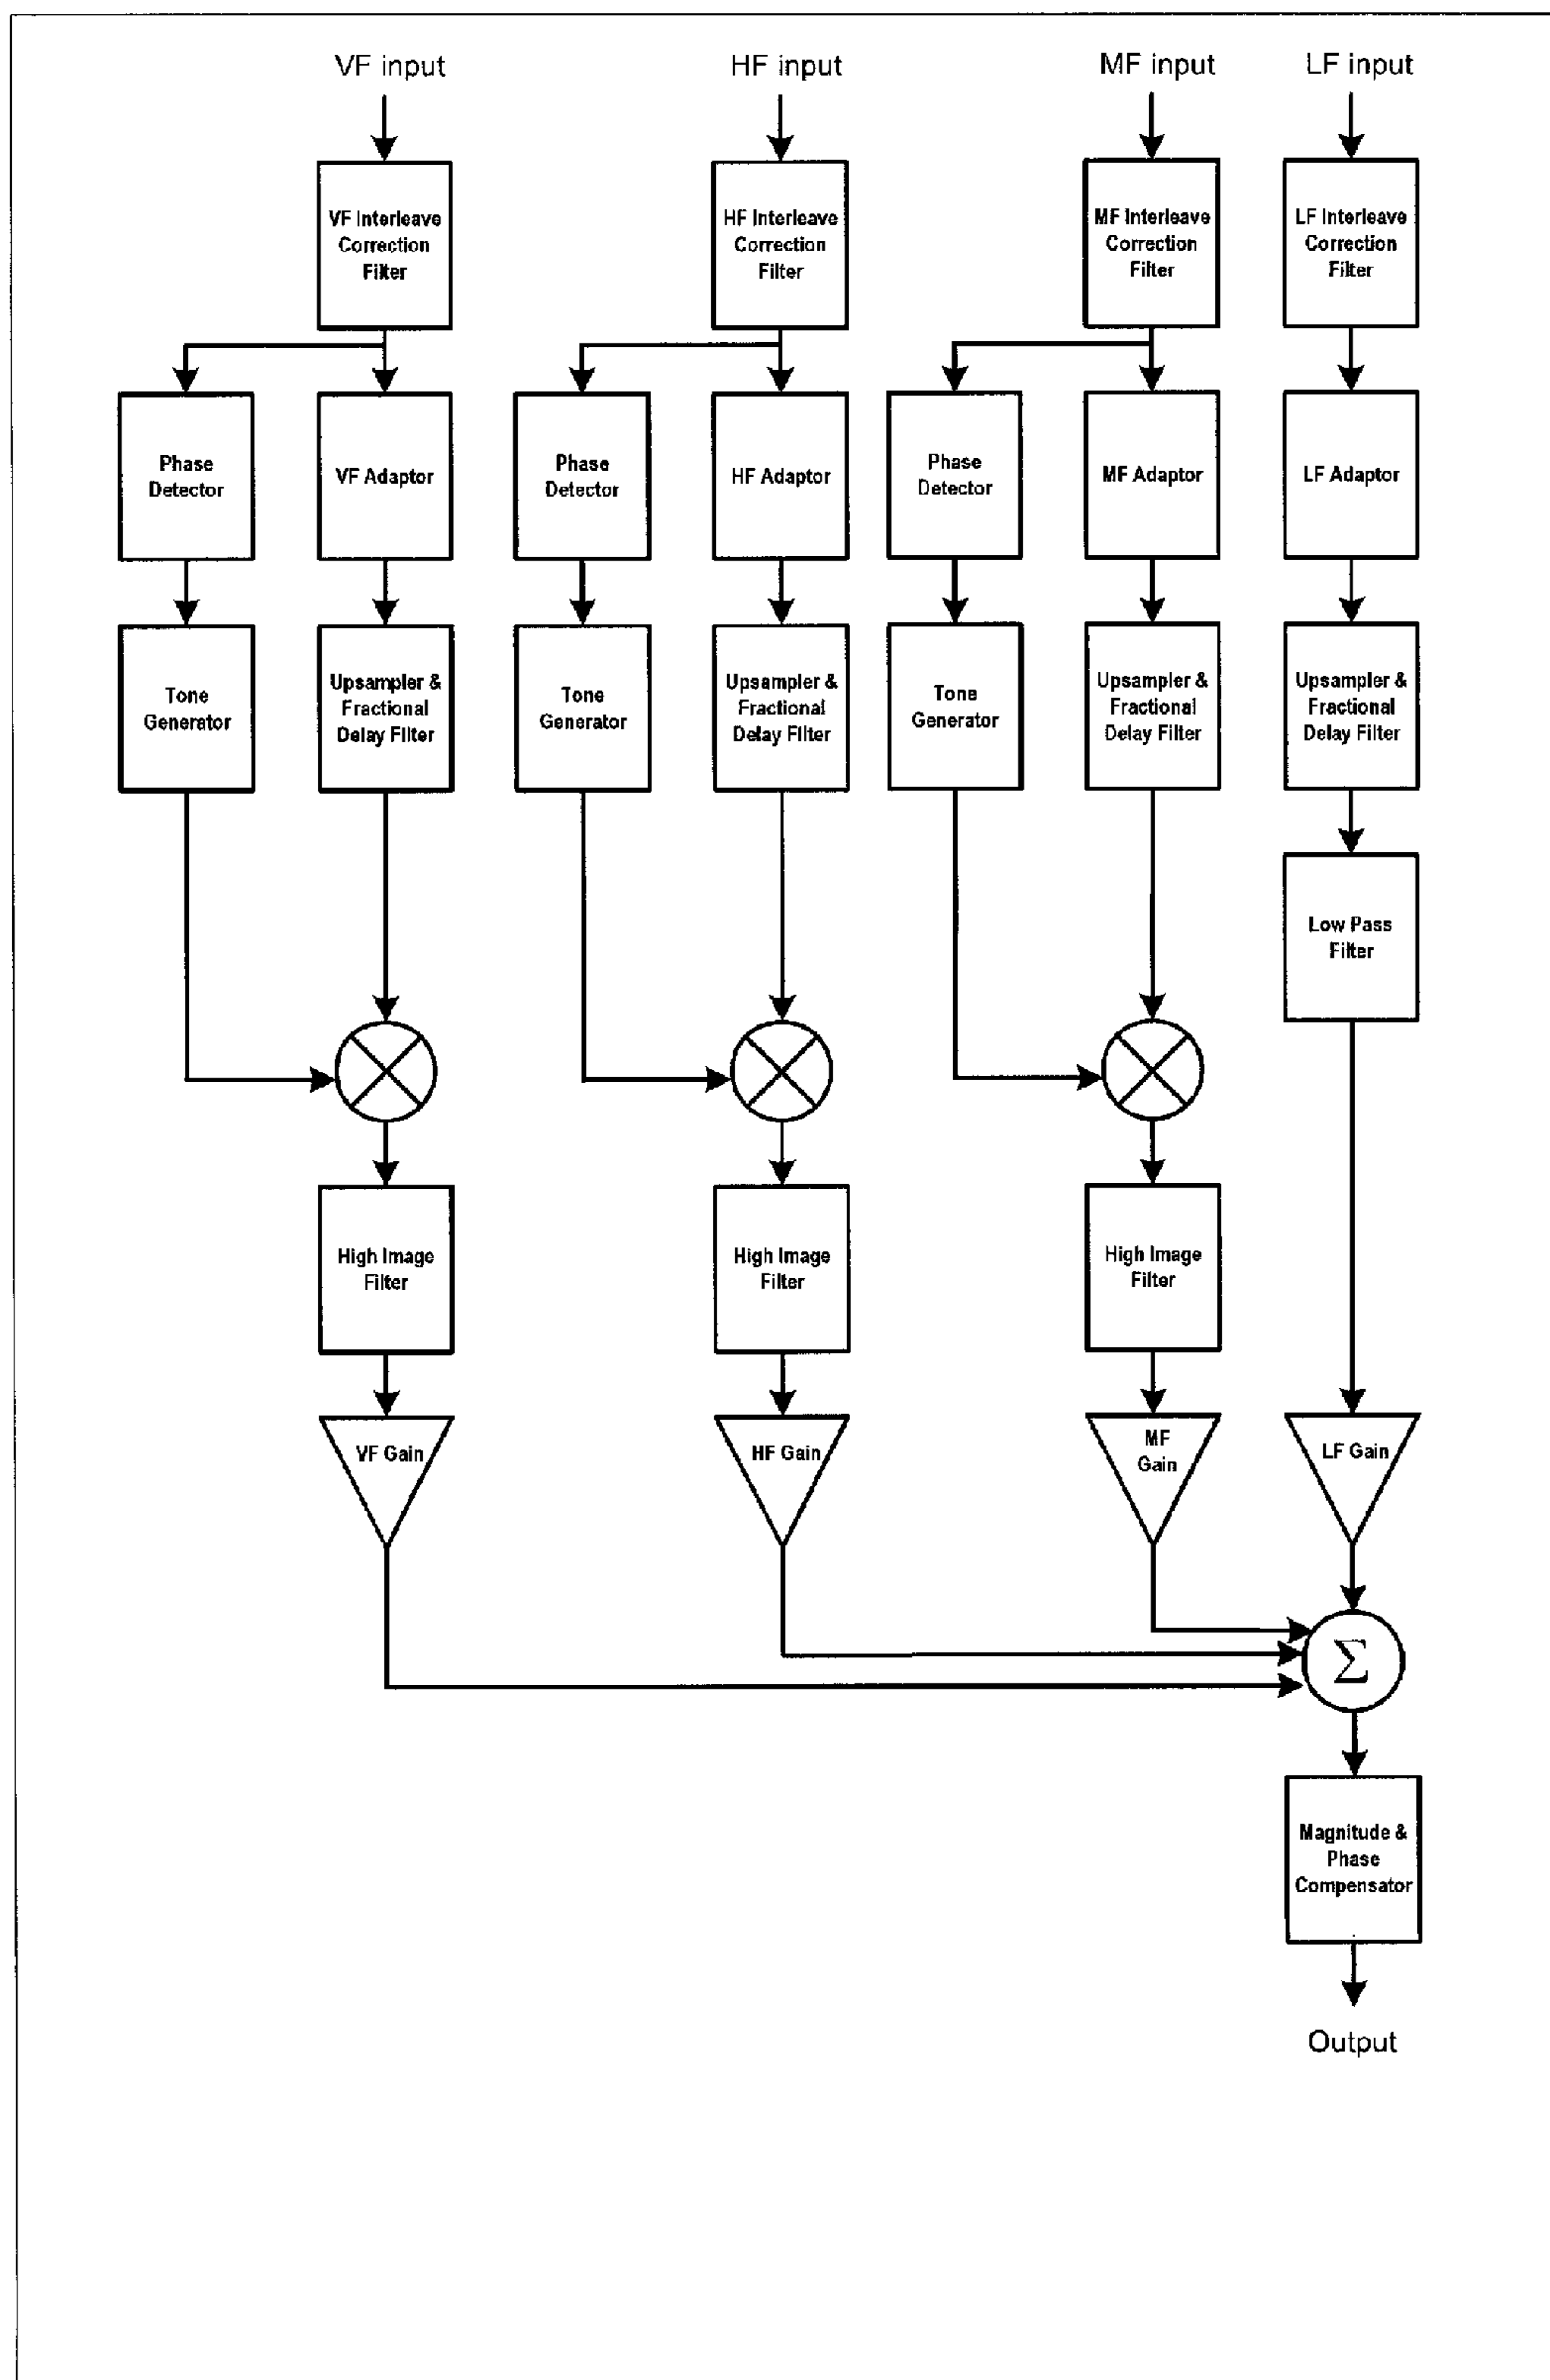 VF input
HF input
MF input
LF input
VF Interleave
Correction
Filter
HF Interleave
Correction
Filter
MF Interleave
Correction
Filter
LF Interleave
Correction
Filter
Phase
Detector
VF Adaptor
Phase
Detector
HF Adaptor
Phase
Detector
MF Adaptor
LF Adaptor
Tone
Generator
Upsampler &
Fractional
Delay Filter
Tone
Generator
Upsampler &
Fractional
Delay Filter
Tone
Generator
Upsampler &
Fractional
Delay Filter
Upsampler &
Fractional
Delay Filter
Low Pass
Filter
High Image
Filter
High Image
Filter
High Image
Filter
VF Gain
HF Gain
MF
Gain
LF Gain
Σ
Magnitude &
Phase
Compensator
Output